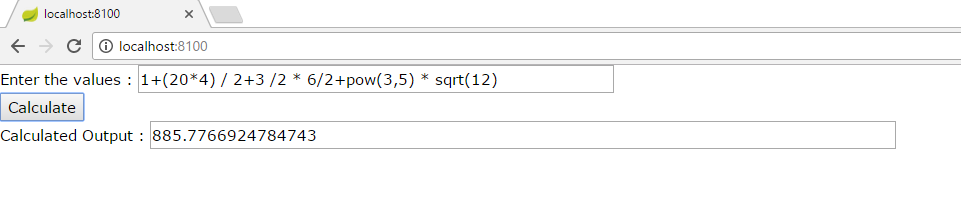 localhost:8100
localhost:8100
Enter the values : 1+(20*4) / 2+3 /2 * 6/2+pow(3,5) * sqrt(12)
Calculate
Calculated Output : 885.7766924784743